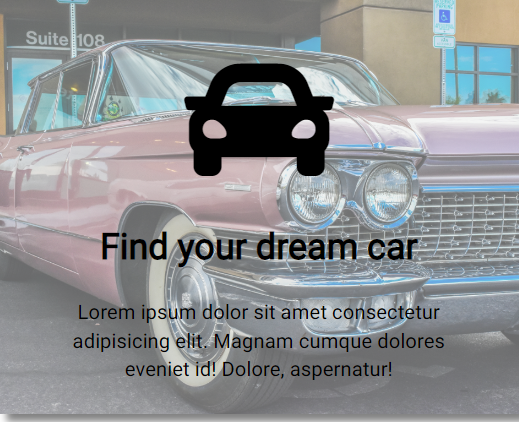 Suite 108
Find your dream car
Lorem ipsum dolor sit amet consectetur
adipisicing elit. Magnam cumque dolores
eveniet id! Dolore, aspernatur!